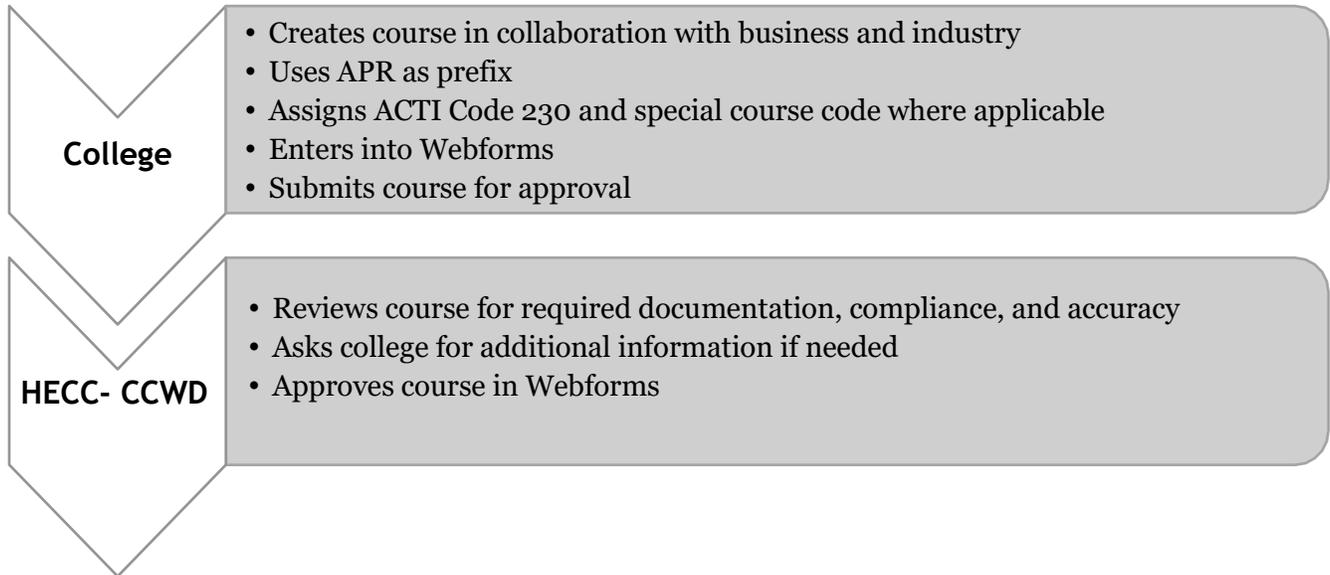 College
• Creates course in collaboration with business and industry
• Uses APR as prefix
• Assigns ACTI Code 230 and special course code where applicable
• Enters into Webforms
• Submits course for approval
HECC- CCWD
• Reviews course for required documentation, compliance, and accuracy
• Asks college for additional information if needed
• Approves course in Webforms